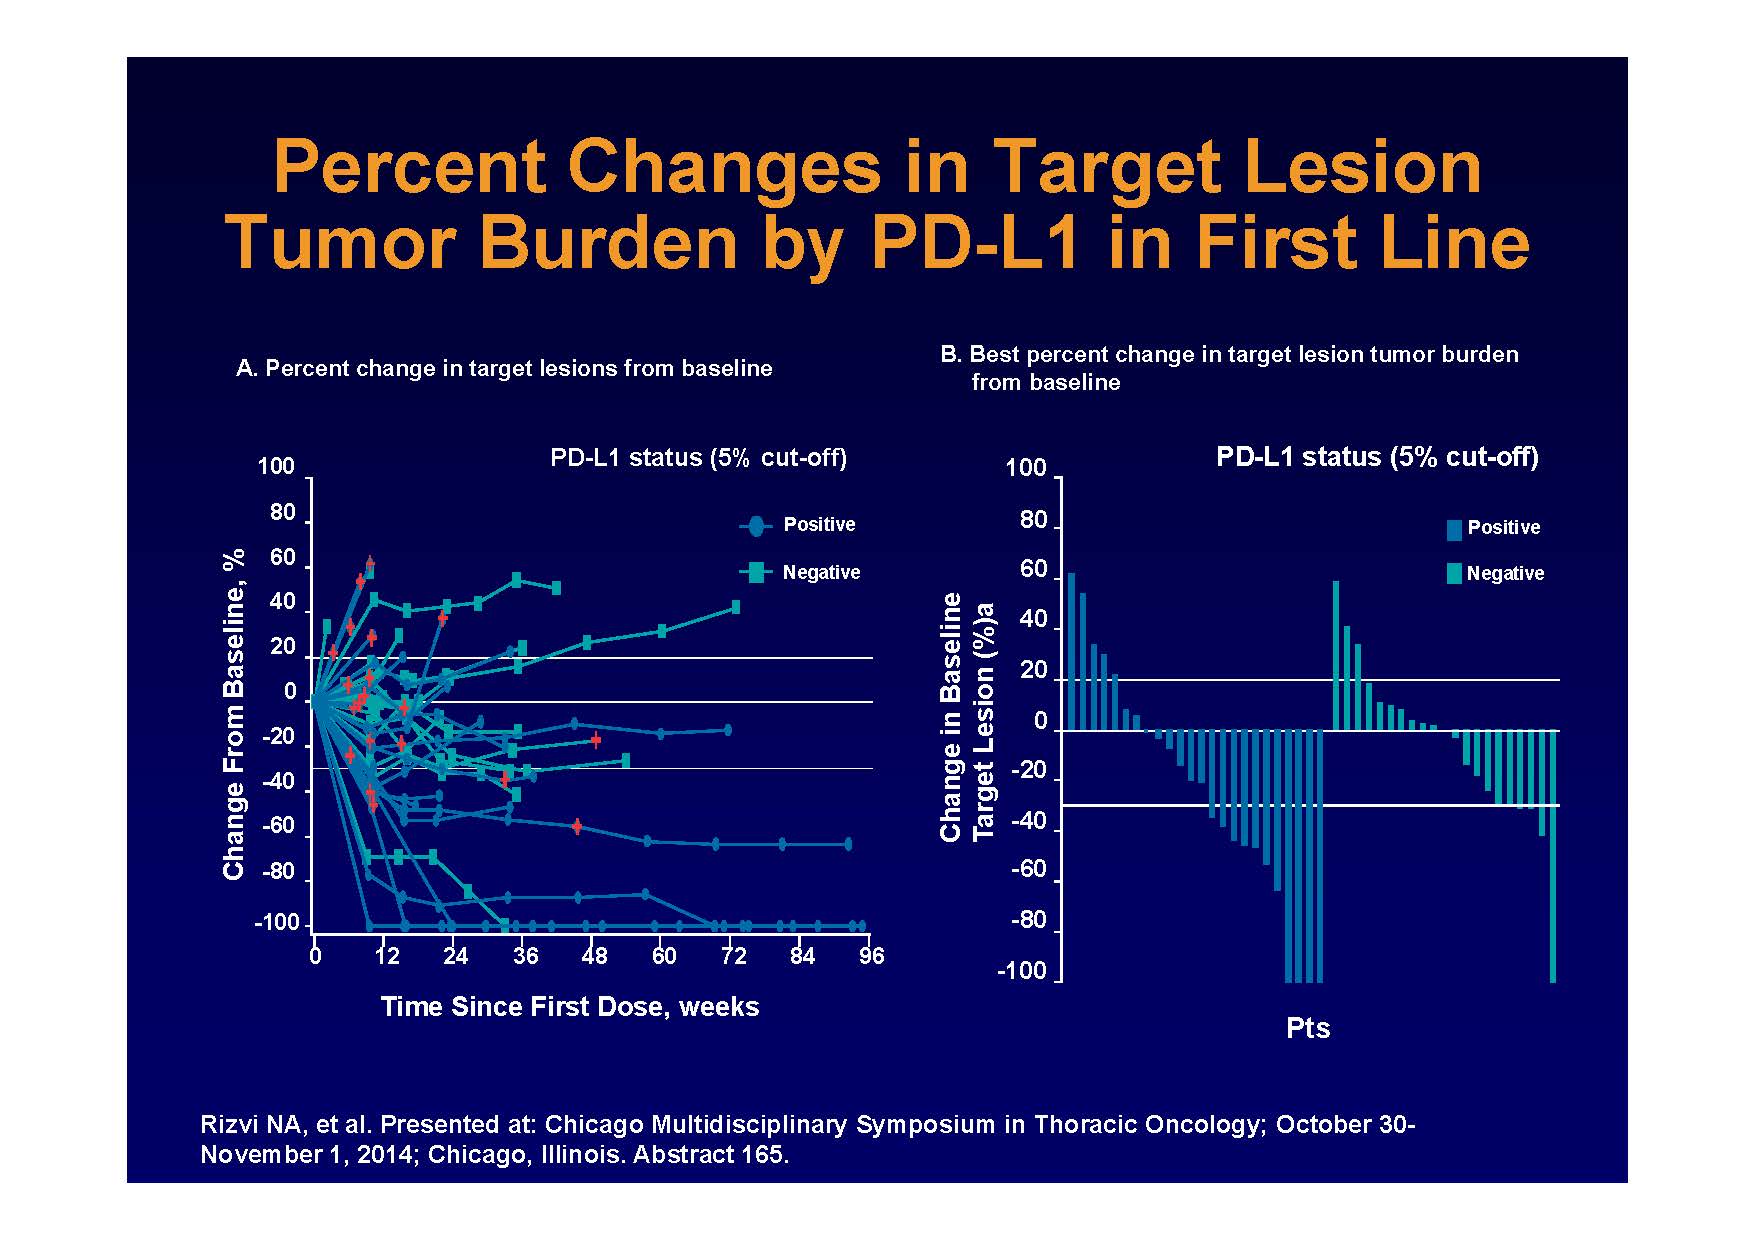 Percent Changes in Target Lesion
Tumor Burden by PD-L1 in First Line
A. Percent change in target lesions from baseline
PD-L1 status (5% cut-off)
Positive
Negative
Change From Baseline, %
100
80
60
40
20
0
-20
-40
-60
-80
-100
0 12 24 36 48 60 72 84 96
Time Since First Dose, weeks
B. Best percent change in target lesion tumor burden
from baseline
PD-L1 status (5% cut-off)
Positive
Negative
Change in Baseline
Target Lesion (%)a
100
80
60
40
20
0
-20
-40
-60
-80
-100
Pts
Rizvi NA, et al. Presented at: Chicago Multidisciplinary Symposium in Thoracic Oncology; October 30-
November 1, 2014; Chicago, Illinois. Abstract 165.